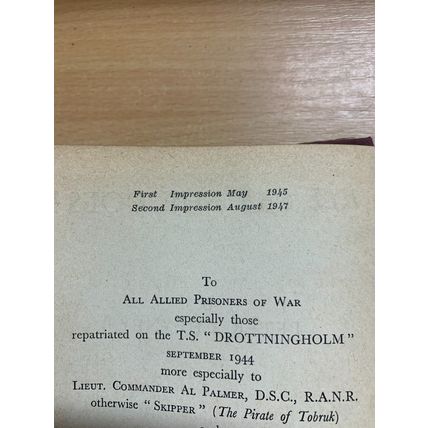 First Impression May 1945
Second Impression August 1947
To
All Allied Prisoners of War
especially those
repatriated on the T.S. "DROTTNINGHOLM"
SEPTEMBER 1944
more especially to
Lieut. Commander Al Palmer, D.S.C., R.A.N.R.
otherwise "Skipper" (The Pirate of Tobruk)